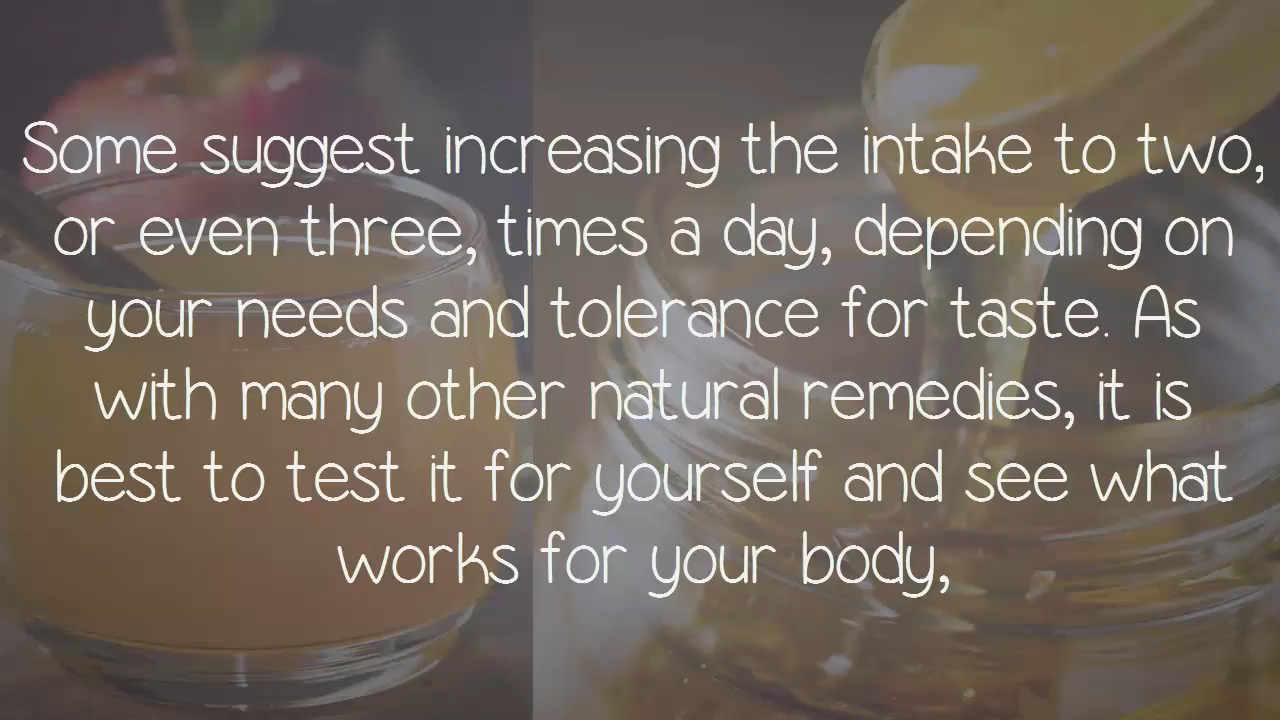 Some suggest increasing the intake to two,
or even three, times a day, depending on
your needs and tolerance for taste. As
with many other natural remedies, it is
best to test it for yourself and see what
works for your body,